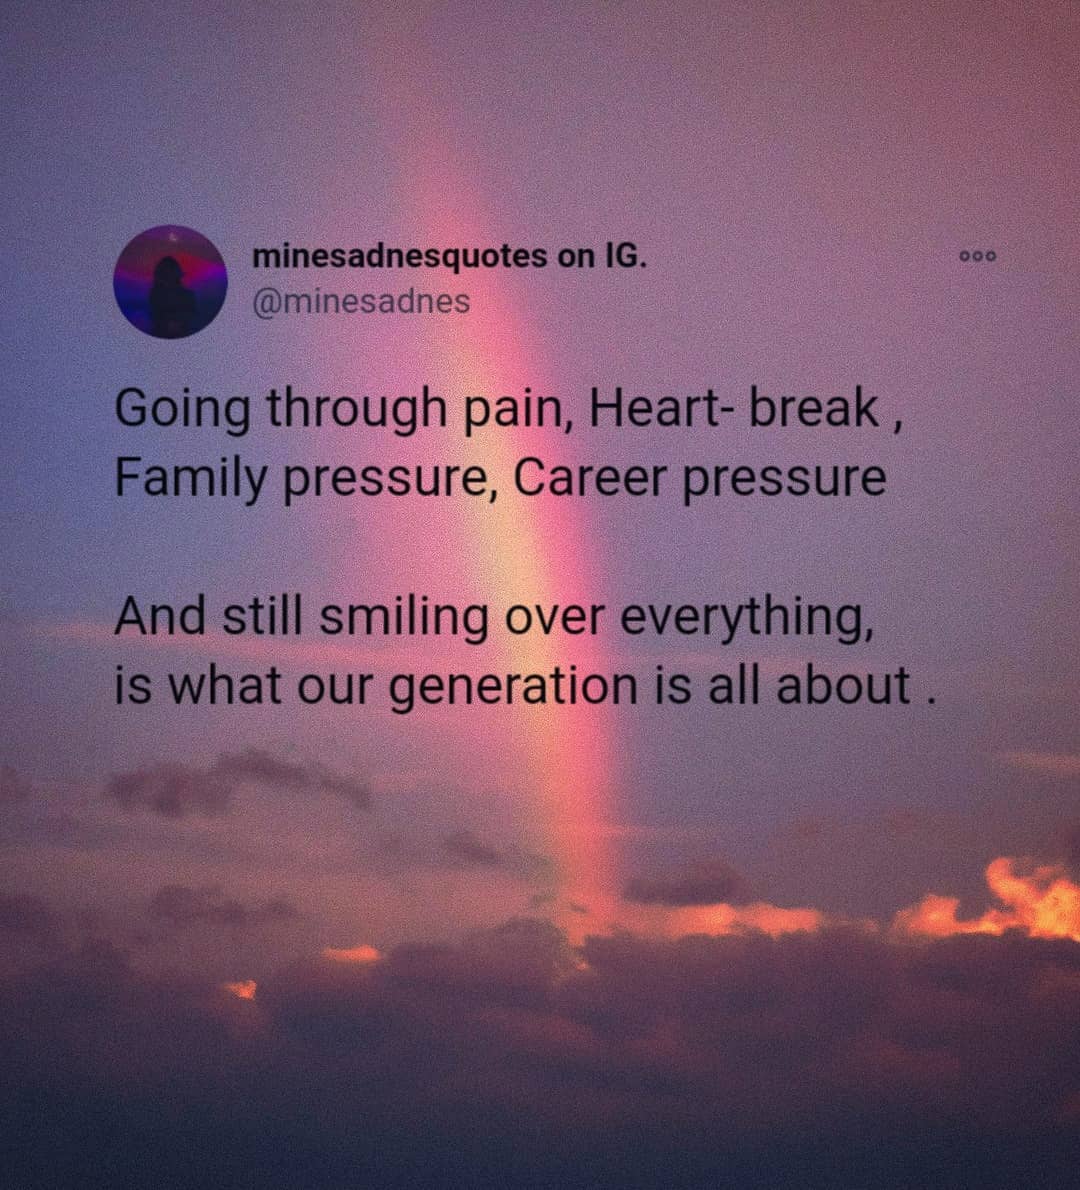 minesadnesquotes on IG.
@minesadnes
Going through pain, Heart- break ,
Family pressure, Career pressure
And still smiling over everything,
is what our generation is all about .